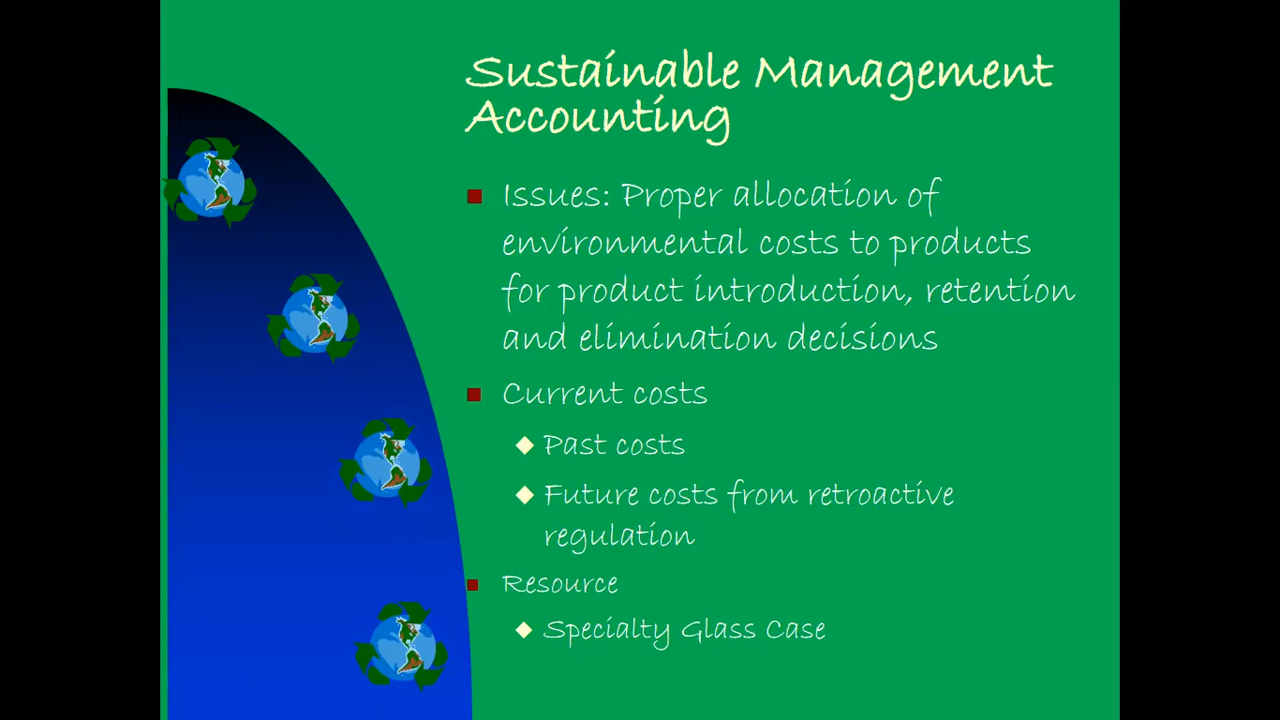 Sustainable Management
Accounting
Issues: Proper allocation of
environmental costs to products
for product introduction, retention
and elimination decisions
Current costs
Past costs
Future costs from retroactive
regulation
Resource
Specialty Glass Case